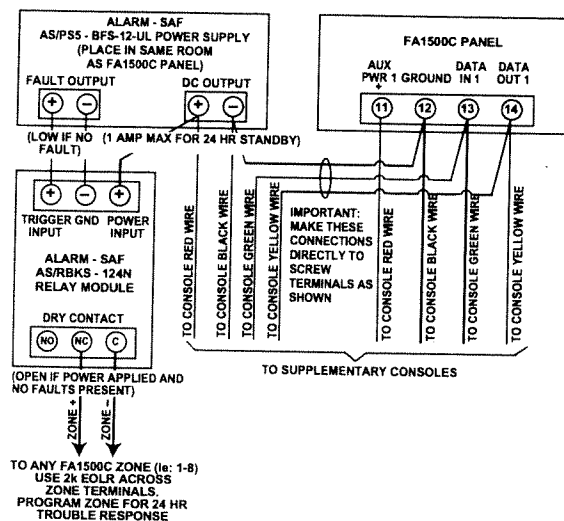 ALARM - SAF
AS/PS5 - BFS-12-UL POWER SUPPLY
(PLACE IN SAME ROOM
AS FA1500C PANEL)
FAULT OUTPUT
DC OUTPUT
+ −
+ −
FA1500C PANEL
AUX
PWR 1
+
GROUND
DATA
IN 1
DATA
OUT 1
11 12 13 14
(LOW IF NO
FAULT)
(1 AMP MAX FOR 24 HR STANDBY)
+ − +
TRIGGER
INPUT
GND
POWER
INPUT
ALARM - SAF
AS/RBKS - 124N
RELAY MODULE
DRY CONTACT
NO NC C
(OPEN IF POWER APPLIED AND
NO FAULTS PRESENT)
ZONE +
ZONE −
TO ANY FA1500C ZONE (ie: 1-8)
USE 2k EOLR ACROSS
ZONE TERMINALS.
PROGRAM ZONE FOR 24 HR
TROUBLE RESPONSE
TO CONSOLE RED WIRE
TO CONSOLE BLACK WIRE
TO CONSOLE GREEN WIRE
TO CONSOLE YELLOW WIRE
IMPORTANT:
MAKE THESE
CONNECTIONS
DIRECTLY TO
SCREW
TERMINALS AS
SHOWN
TO CONSOLE RED WIRE
TO CONSOLE BLACK WIRE
TO CONSOLE GREEN WIRE
TO CONSOLE YELLOW WIRE
TO SUPPLEMENTARY CONSOLES